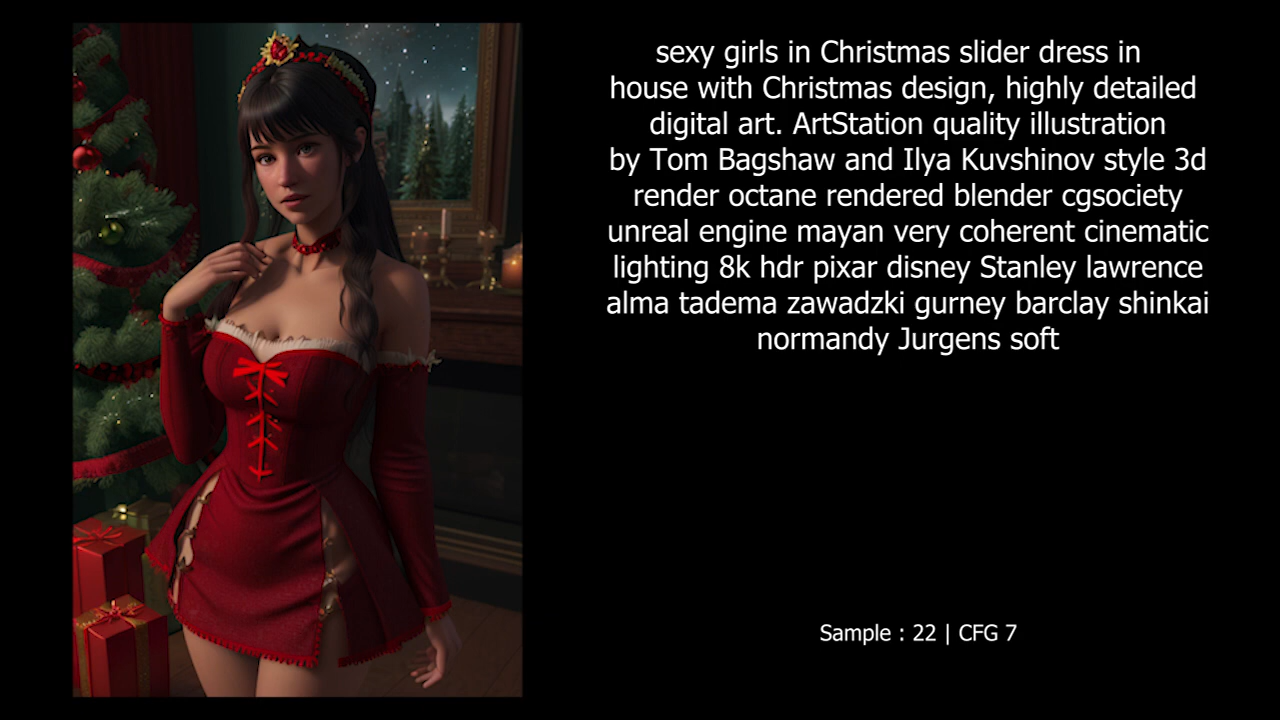 sexy girls in Christmas slider dress in
house with Christmas design, highly detailed
digital art. ArtStation quality illustration
by Tom Bagshaw and Ilya Kuvshinov style 3d
render octane rendered blender cgsociety
unreal engine mayan very coherent cinematic
lighting 8k hdr pixar disney Stanley lawrence
alma tadema zawadzki gurney barclay shinkai
normandy Jurgens soft
Sample : 22 | CFG 7